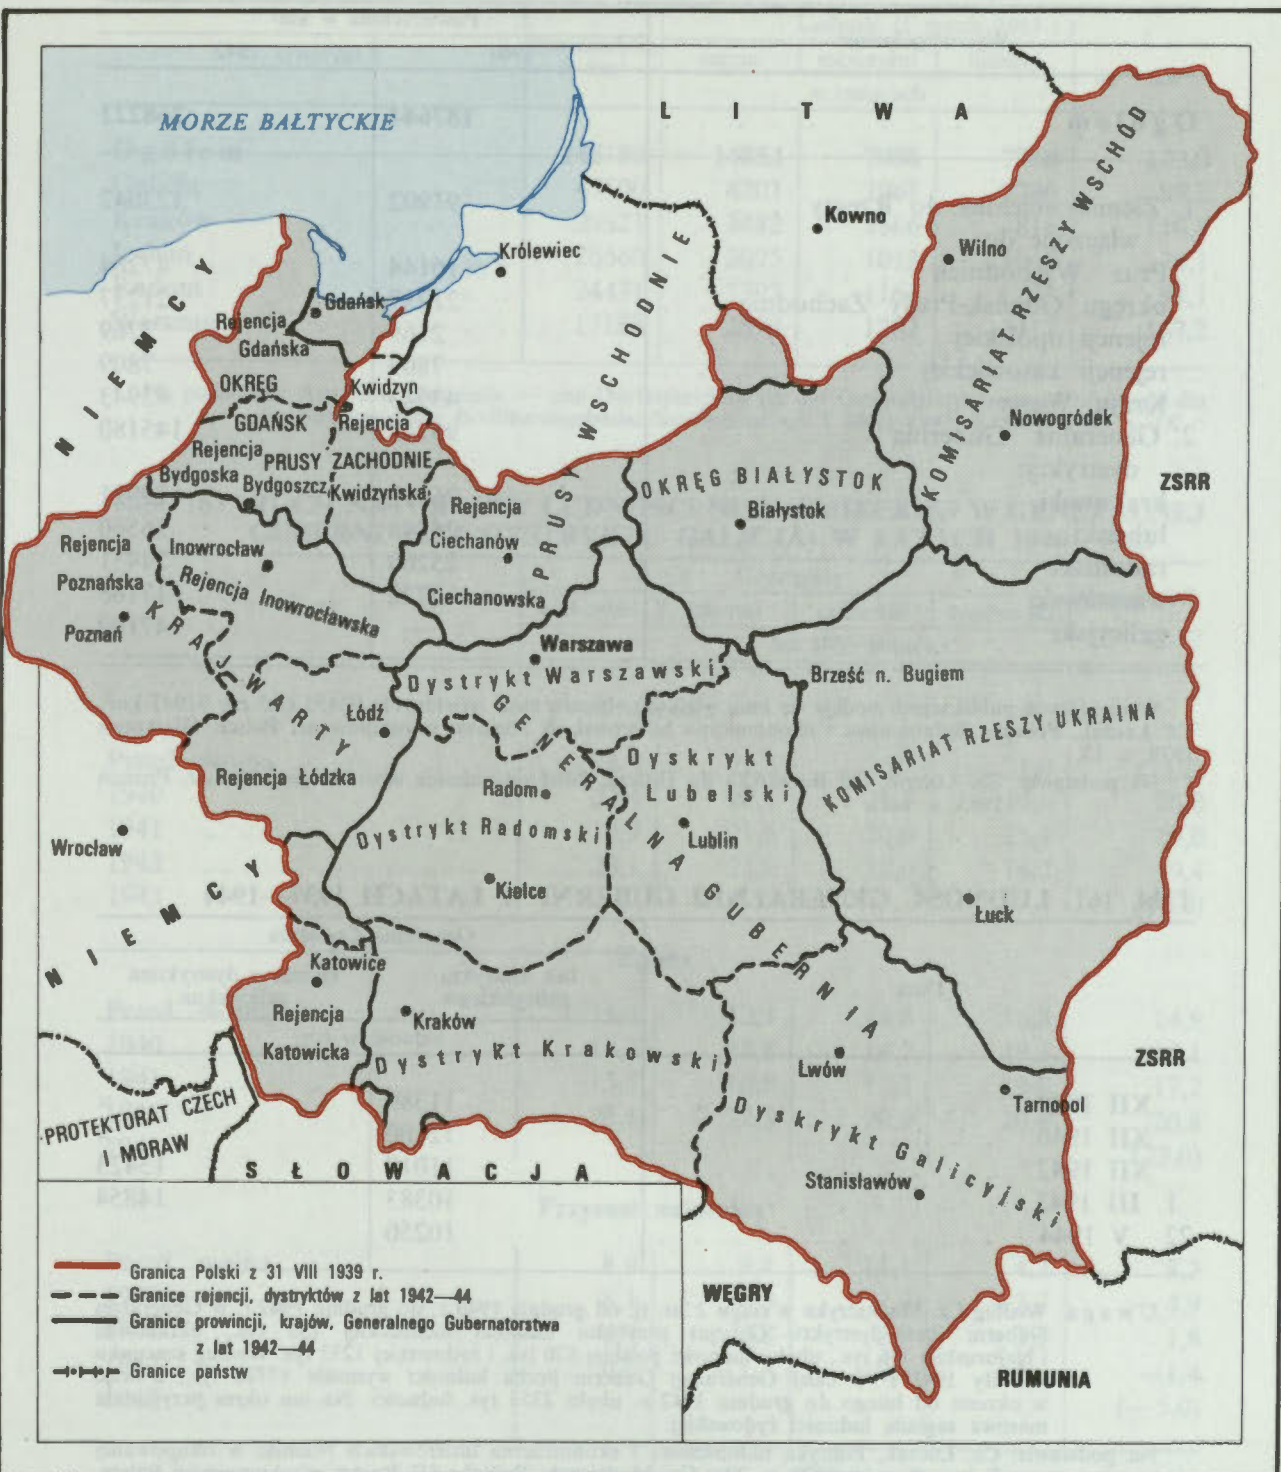 MORZE BAŁTYCKIE
LITWA
Kowno
Wilno
Królewiec
KOMISARIAT RZESZY WSCHÓD
NIEMCY
Gdańsk
Rejencja
Gdańska
OKRĘG
GDAŃSK
PRUSY ZACHODNIE
Kwidzyn
Rejencja
Kwidzyńska
Rejencja
Bydgoska
Bydgoszcz
PRUSY WSCHODNIE
Nowogródek
ZSRR
OKRĘG BIAŁYSTOK
Białystok
Rejencja
Ciechanów
Ciechanowska
Rejencja
Poznańska
Poznań
Inowrocław
Rejencja Inowrocławska
KRAJ WARTY
Warszawa
Dystrykt Warszawski
Brześć n. Bugiem
Łódź
Rejencja Łódzka
GENERALNA GUBERNIA
Dyskrykt
Lubelski
Lublin
KOMISARIAT RZESZY UKRAINA
Radom
Dystrykt Radomski
Kielce
Łuck
Wrocław
NIEMCY
Katowice
Rejencja
Katowicka
Kraków
Dystrykt Krakowski
Lwów
Tarnopol
ZSRR
Dyskrykt Galicyjski
Stanisławów
PROTEKTORAT CZECH
I MORAW
SŁOWACJA
WĘGRY
RUMUNIA
Granica Polski z 31 VIII 1939 r.
Granice rejencji, dystryktów z lat 1942—44
Granice prowincji, krajów, Generalnego Gubernatorstwa
z lat 1942—44
Granice państw